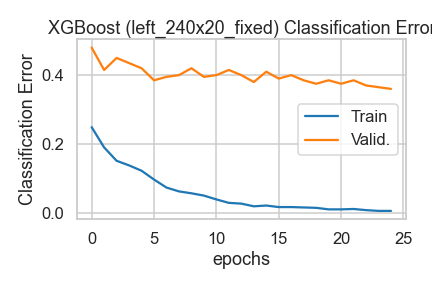 XGBoost (left_240x20_fixed) Classification Error
Classification Error
0.4
0.2
0.0
Train
Valid.
0 5 10 15 20 25
epochs